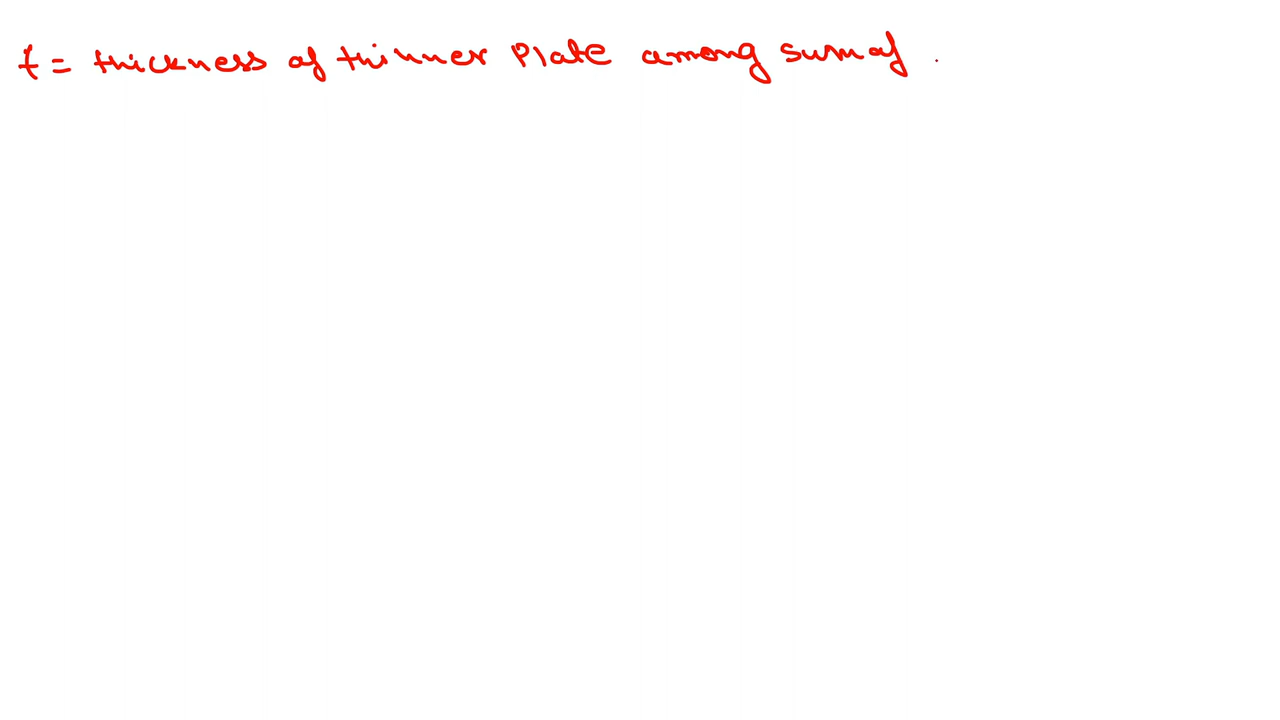 t = thickness of thinner Plate among sum of